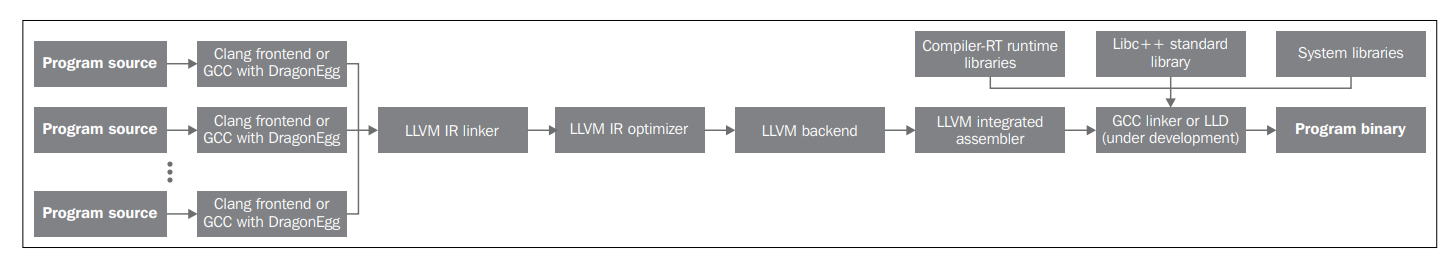 Program source
Clang frontend or
GCC with DragonEgg
Program source
Clang frontend or
GCC with DragonEgg
Program source
Clang frontend or
GCC with DragonEgg
LLVM IR linker
LLVM IR optimizer
LLVM backend
LLVM integrated
assembler
Compiler-RT runtime
libraries
Libc++ standard
library
System libraries
GCC linker or LLD
(under development)
Program binary